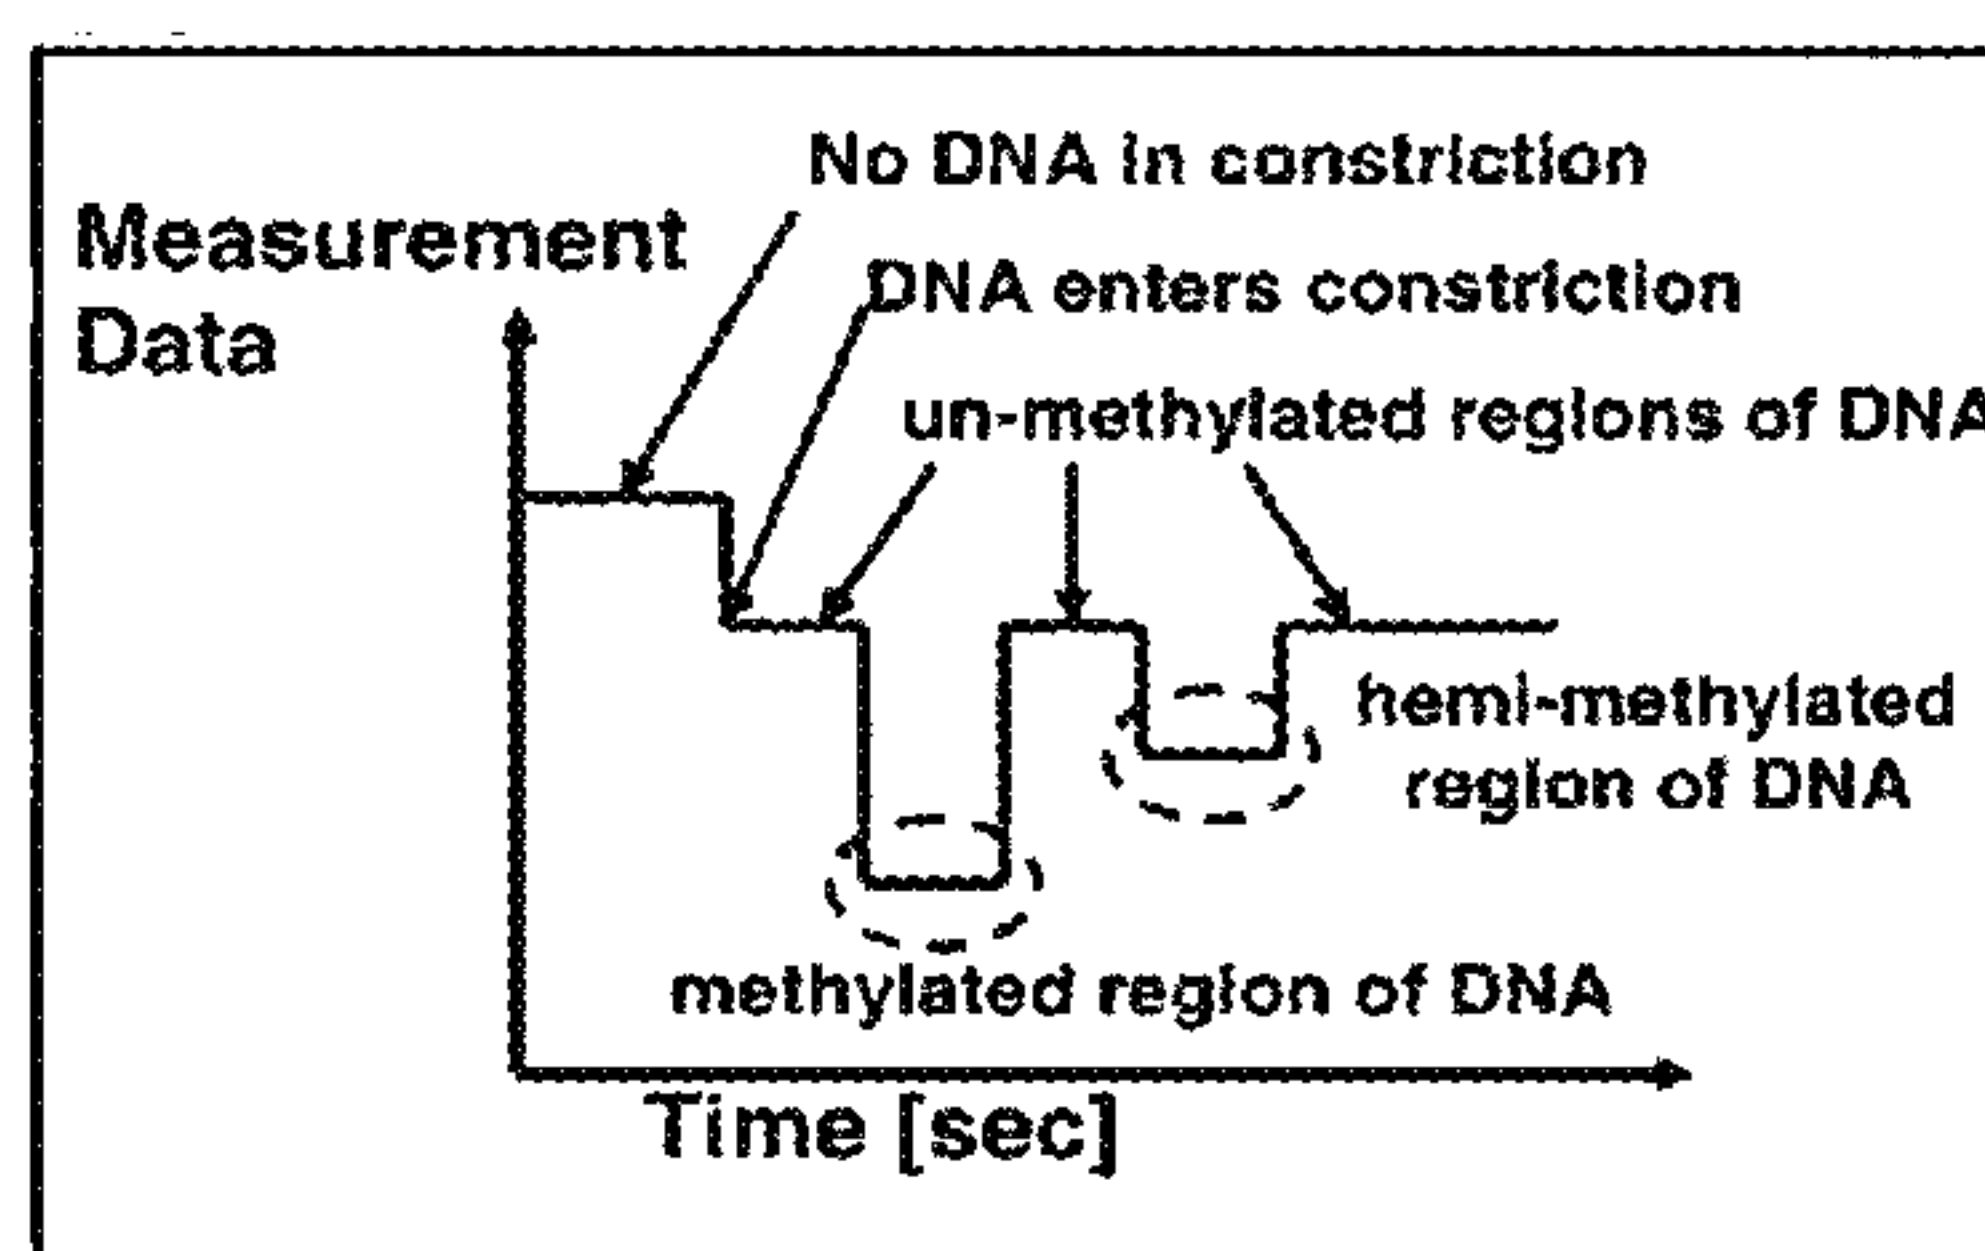 No DNA in constriction
Measurement
Data
DNA enters constriction
un-methylated regions of DNA
hemi-methylated
region of DNA
methylated region of DNA
Time [sec]